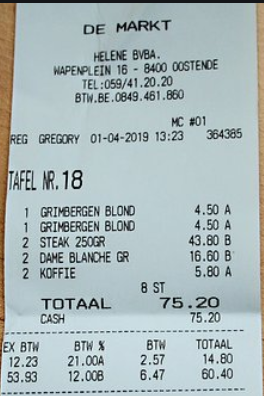 DE MARKT
HELENE BVBA.
WAPENPLEIN 16 - 8400 OOSTENDE
TEL:059/41.20.20
BTW.BE.0849.461.860
MC #01
REG GREGORY 01-04-2019 13:23 364385
TAFEL NR.18
1 GRIMBERGEN BLOND 4.50 A
1 GRIMBERGEN BLOND 4.50 A
2 STEAK 250GR 43.80 B
2 DAME BLANCHE GR 16.60 B
2 KOFFIE 5.80 A
8 ST
TOTAAL 75.20
CASH 75.20
EX BTW BTW % BTW TOTAAL
12.23 21.00A 2.57 14.80
53.93 12.00B 6.47 60.40